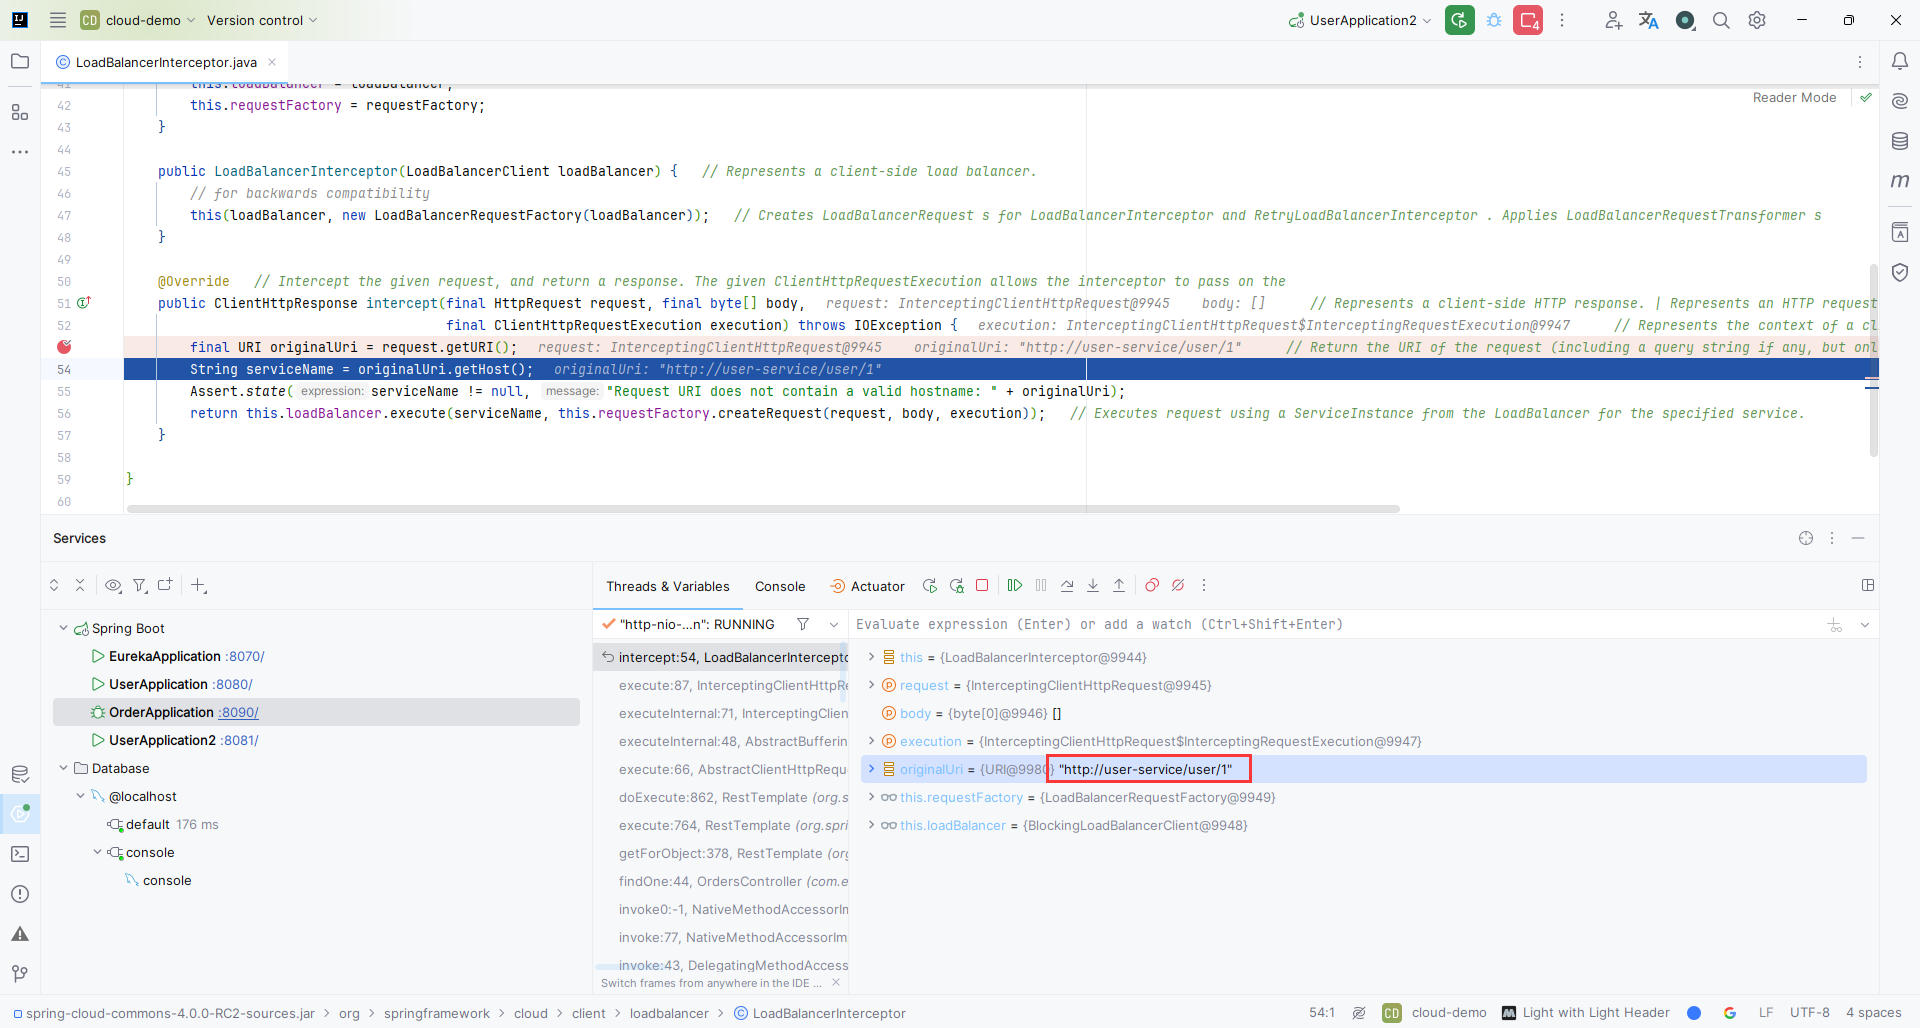 CD cloud-demo Version control UserApplication2 4
LoadBalancerInterceptor.java
41 this.loadBalancer = loadBalancer;
42 this.requestFactory = requestFactory;
Reader Mode
43 }
44
45 public LoadBalancerInterceptor(LoadBalancerClient loadBalancer) { // Represents a client-side load balancer.
46 // for backwards compatibility
47 this(loadBalancer, new LoadBalancerRequestFactory(loadBalancer)); // Creates LoadBalancerRequest s for LoadBalancerInterceptor and RetryLoadBalancerInterceptor . Applies LoadBalancerRequestTransformer s
48 }
49
50 @Override // Intercept the given request, and return a response. The given ClientHttpRequestExecution allows the interceptor to pass on the
51 public ClientHttpResponse intercept(final HttpRequest request, final byte[] body, request: InterceptingClientHttpRequest@9945 body: [] // Represents a client-side HTTP response. | Represents an HTTP request
52 final ClientHttpRequestExecution execution) throws IOException { execution: InterceptingClientHttpRequest$InterceptingRequestExecution@9947 // Represents the context of a cl
final URI originalUri = request.getURI(); request: InterceptingClientHttpRequest@9945 originalUri: "http://user-service/user/1" // Return the URI of the request (including a query string if any, but onl
54 String serviceName = originalUri.getHost(); originalUri: "http://user-service/user/1"
55 Assert.state( expression: serviceName != null, message: "Request URI does not contain a valid hostname: " + originalUri);
56 return this.loadBalancer.execute(serviceName, this.requestFactory.createRequest(request, body, execution)); // Executes request using a ServiceInstance from the LoadBalancer for the specified service.
57 }
58
59 }
60
Services
Threads & Variables Console Actuator
Spring Boot
EurekaApplication :8070/
UserApplication :8080/
OrderApplication :8090/
UserApplication2 :8081/
Database
@localhost
default 176 ms
console
console
"http-nio-...n": RUNNING
intercept:54, LoadBalancerIntercepto
execute:87, InterceptingClientHttpRe
executeInternal:71, InterceptingClien
executeInternal:48, AbstractBufferin
execute:66, AbstractClientHttpRequ
doExecute:862, RestTemplate (org.s
execute:764, RestTemplate (org.spri
getForObject:378, RestTemplate (org
findOne:44, OrdersController (com.e
invoke0:-1, NativeMethodAccessorIm
invoke:77, NativeMethodAccessorIm
invoke:43, DelegatingMethodAccess
Switch frames from anywhere in the IDE ...
Evaluate expression (Enter) or add a watch (Ctrl+Shift+Enter)
this = {LoadBalancerInterceptor@9944}
request = {InterceptingClientHttpRequest@9945}
body = {byte[0]@9946} []
execution = {InterceptingClientHttpRequest$InterceptingRequestExecution@9947}
originalUri = {URI@9980} "http://user-service/user/1"
this.requestFactory = {LoadBalancerRequestFactory@9949}
this.loadBalancer = {BlockingLoadBalancerClient@9948}
spring-cloud-commons-4.0.0-RC2-sources.jar > org > springframework > cloud > client > loadbalancer > LoadBalancerInterceptor 54:1 CD cloud-demo Light with Light Header LF UTF-8 4 spaces